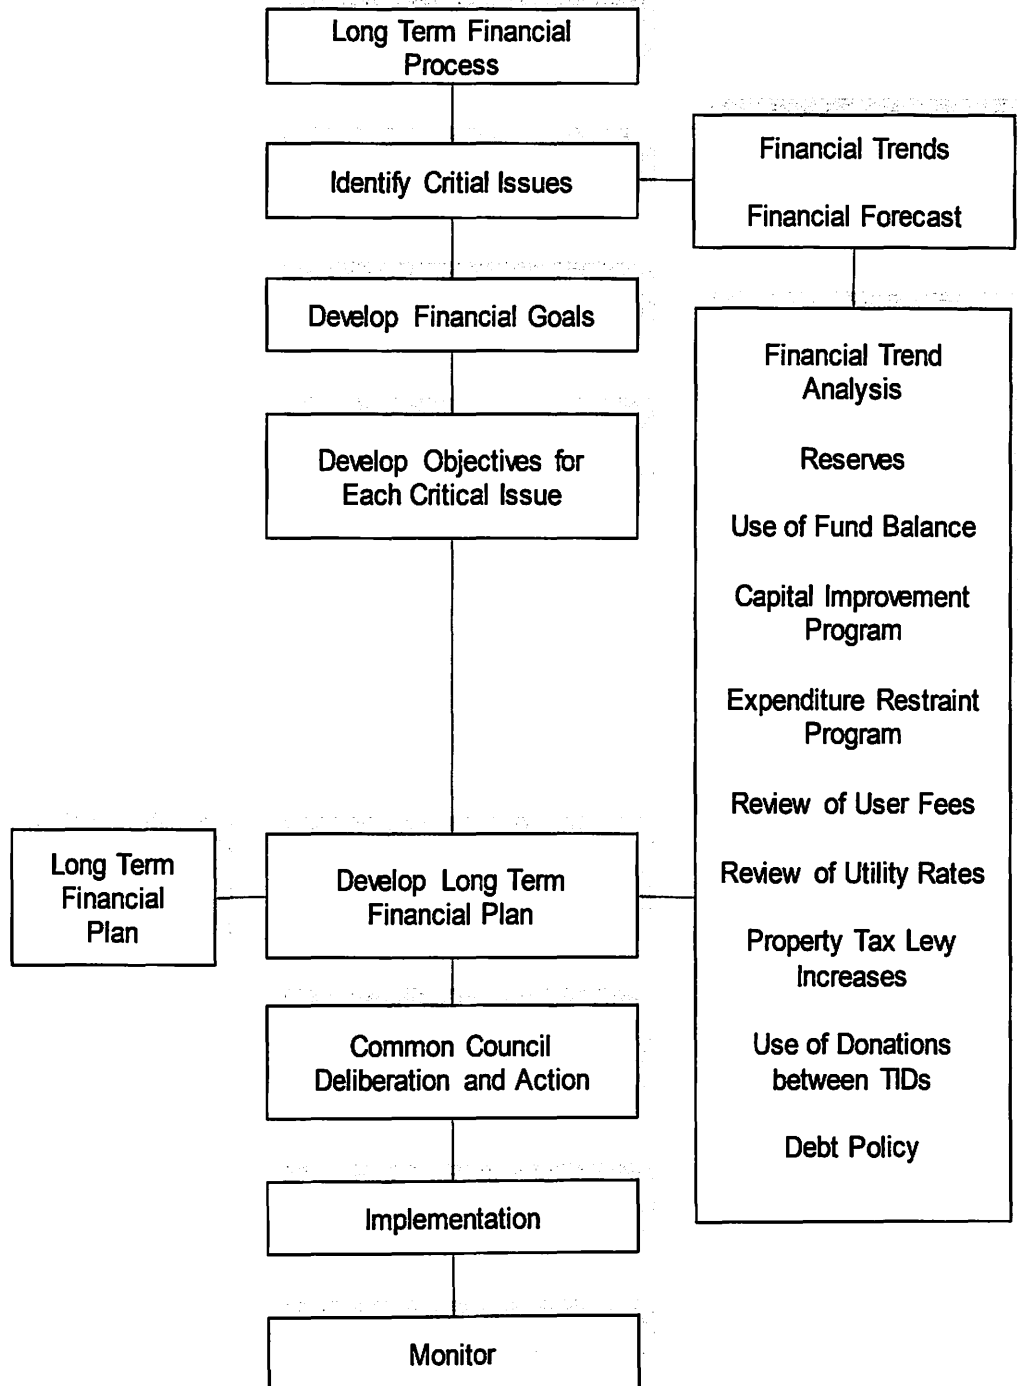 Long Term Financial
Process
Identify Critial Issues
Financial Trends
Financial Forecast
Develop Financial Goals
Develop Objectives for
Each Critical Issue
Financial Trend
Analysis
Reserves
Use of Fund Balance
Capital Improvement
Program
Expenditure Restraint
Program
Review of User Fees
Review of Utility Rates
Property Tax Levy
Increases
Use of Donations
between TIDs
Debt Policy
Long Term
Financial
Plan
Develop Long Term
Financial Plan
Common Council
Deliberation and Action
Implementation
Monitor